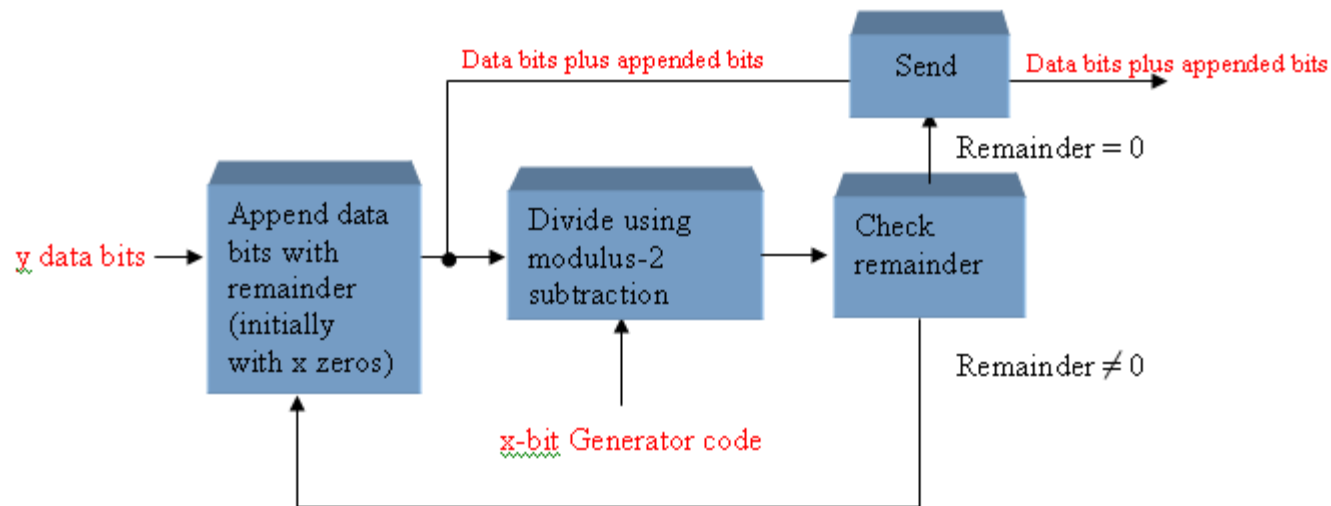 Data bits plus appended bits
Send
Data bits plus appended bits
Remainder = 0
y data bits
Append data
bits with
remainder
(initially
with x zeros)
Divide using
modulus-2
subtraction
Check
remainder
Remainder ≠ 0
x-bit Generator code